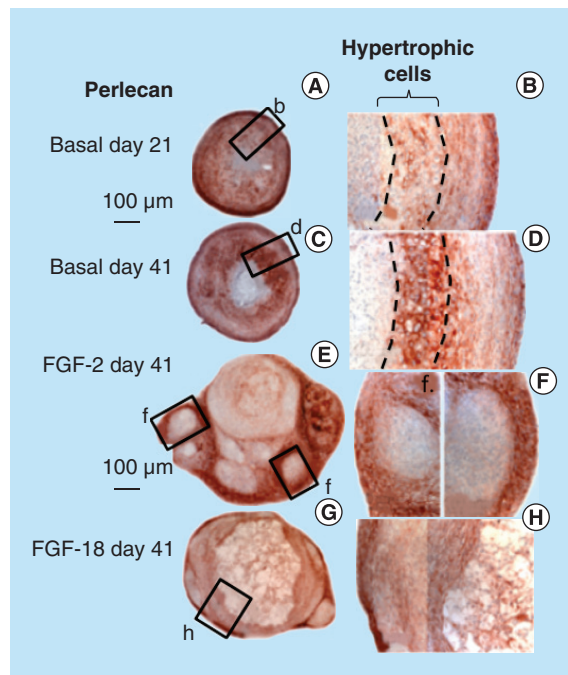 Hypertrophic
cells
Perlecan
A
B
b
Basal day 21
100 µm
C
D
d
Basal day 41
FGF-2 day 41
E
F
f
f.
100 µm
f
G
H
FGF-18 day 41
h